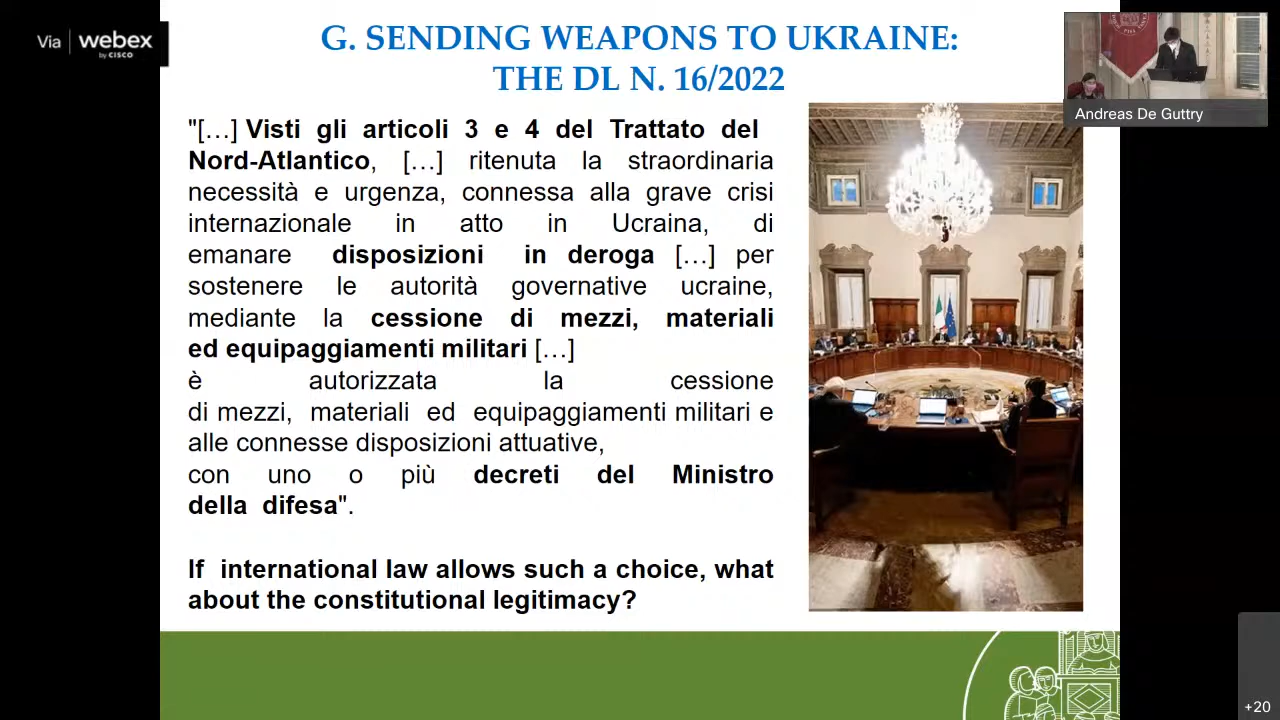 Via webex
by CISCO
G. SENDING WEAPONS TO UKRAINE:
THE DL N. 16/2022
Andreas De Guttry
"[…] Visti gli articoli 3 e 4 del Trattato del
Nord-Atlantico, […] ritenuta la straordinaria
necessità e urgenza, connessa alla grave crisi
internazionale in atto in Ucraina, di
emanare disposizioni in deroga […] per
sostenere le autorità governative ucraine,
mediante la cessione di mezzi, materiali
ed equipaggiamenti militari […]
è autorizzata la cessione
di mezzi, materiali ed equipaggiamenti militari e
alle connesse disposizioni attuative,
con uno o più decreti del Ministro
della difesa".
If international law allows such a choice, what
about the constitutional legitimacy?
+20